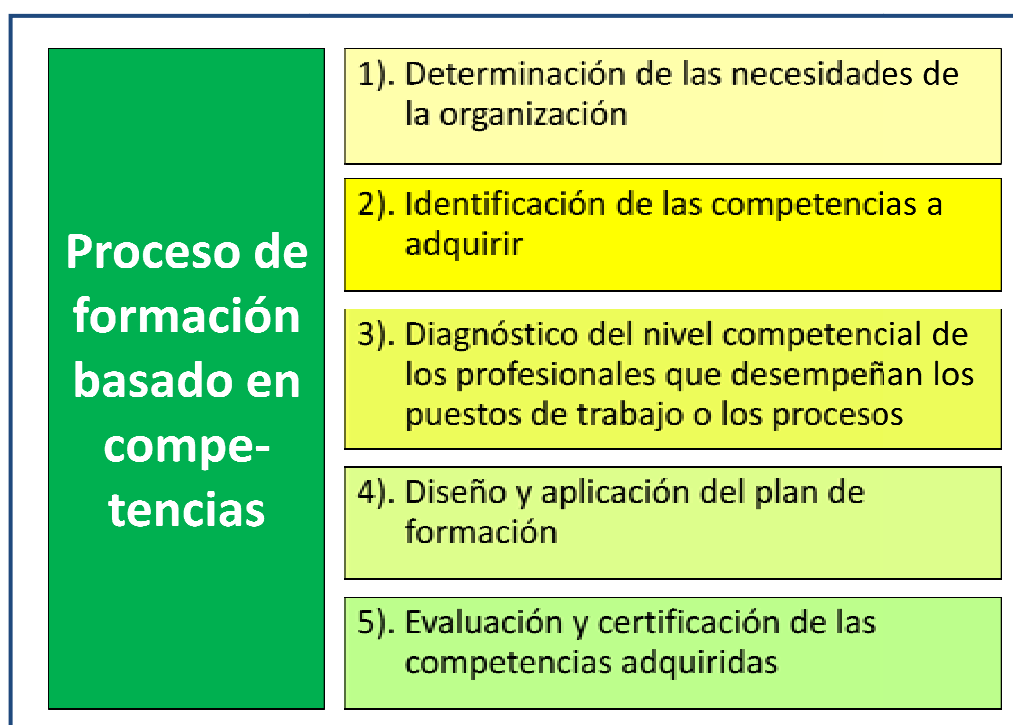 Proceso de
formación
basado en
compe-
tencias
1). Determinación de las necesidades de
la organización
2). Identificación de las competencias a
adquirir
3). Diagnóstico del nivel competencial de
los profesionales que desempeñan los
puestos de trabajo o los procesos
4). Diseño y aplicación del plan de
formación
5). Evaluación y certificación de las
competencias adquiridas